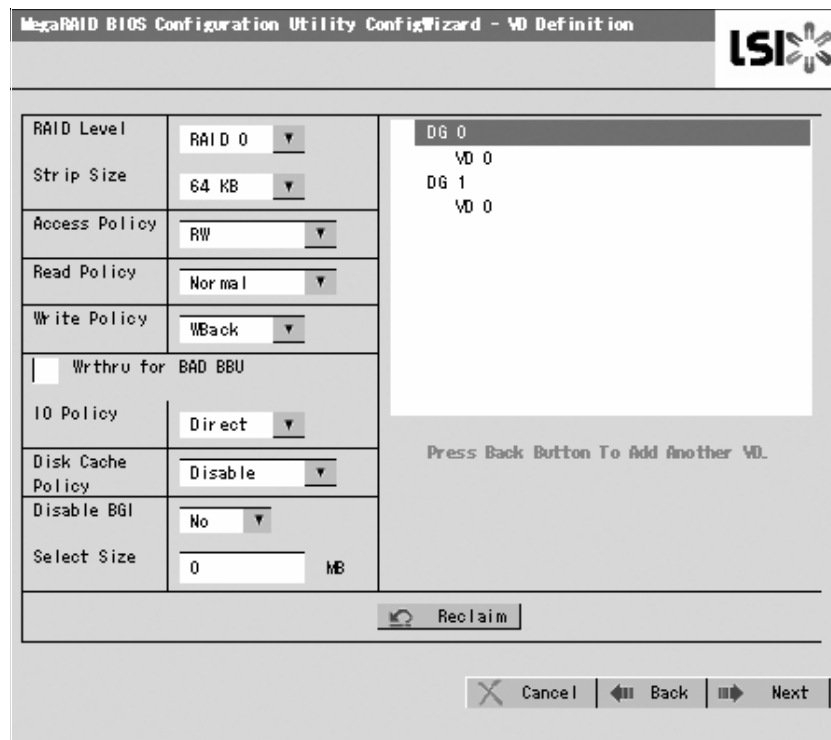 MegaRAID BIOS Configuration Utility ConfigWizard - VD Definition
LSI
RAID Level
RAID 0
Strip Size
64 KB
Access Policy
RW
Read Policy
Normal
Write Policy
WBack
Wrthru for BAD BBU
IO Policy
Direct
Disk Cache
Policy
Disable
Disable BGI
No
Select Size
0 MB
DG 0
VD 0
DG 1
VD 0
Press Back Button To Add Another VD.
Reclaim
Cancel
Back
Next